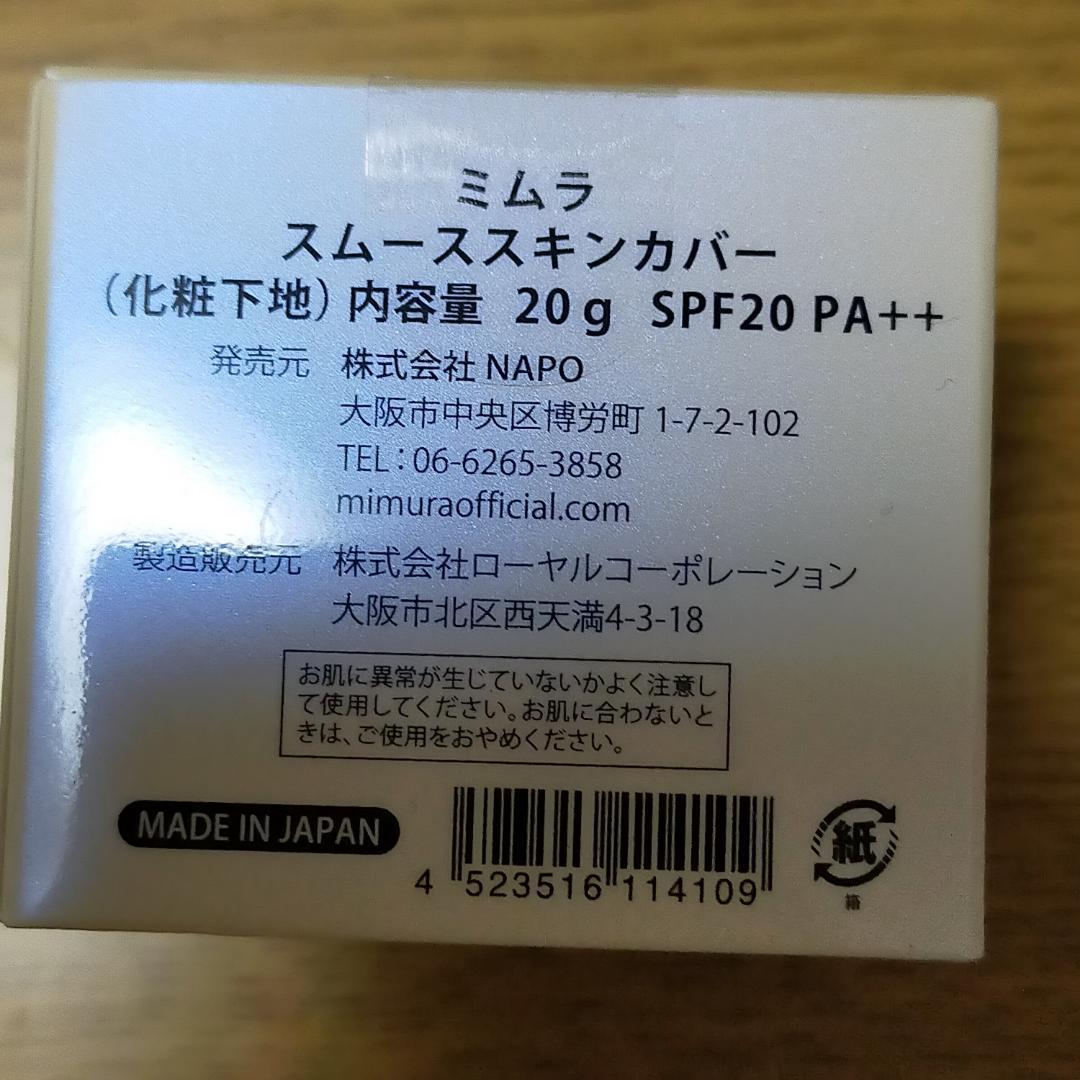 ミムラ
スムーススキンカバー
（化粧下地）内容量 20g SPF20 PA++
発売元 株式会社 NAPO
大阪市中央区博労町 1-7-2-102
TEL：06-6265-3858
mimuraofficial.com
製造販売元 株式会社ローヤルコーポレーション
大阪市北区西天満4-3-18
お肌に異常が生じていないかよく注意し
て使用してください。お肌に合わないと
きは、ご使用をおやめください。
MADE IN JAPAN
4 523516 114109
紙
箱